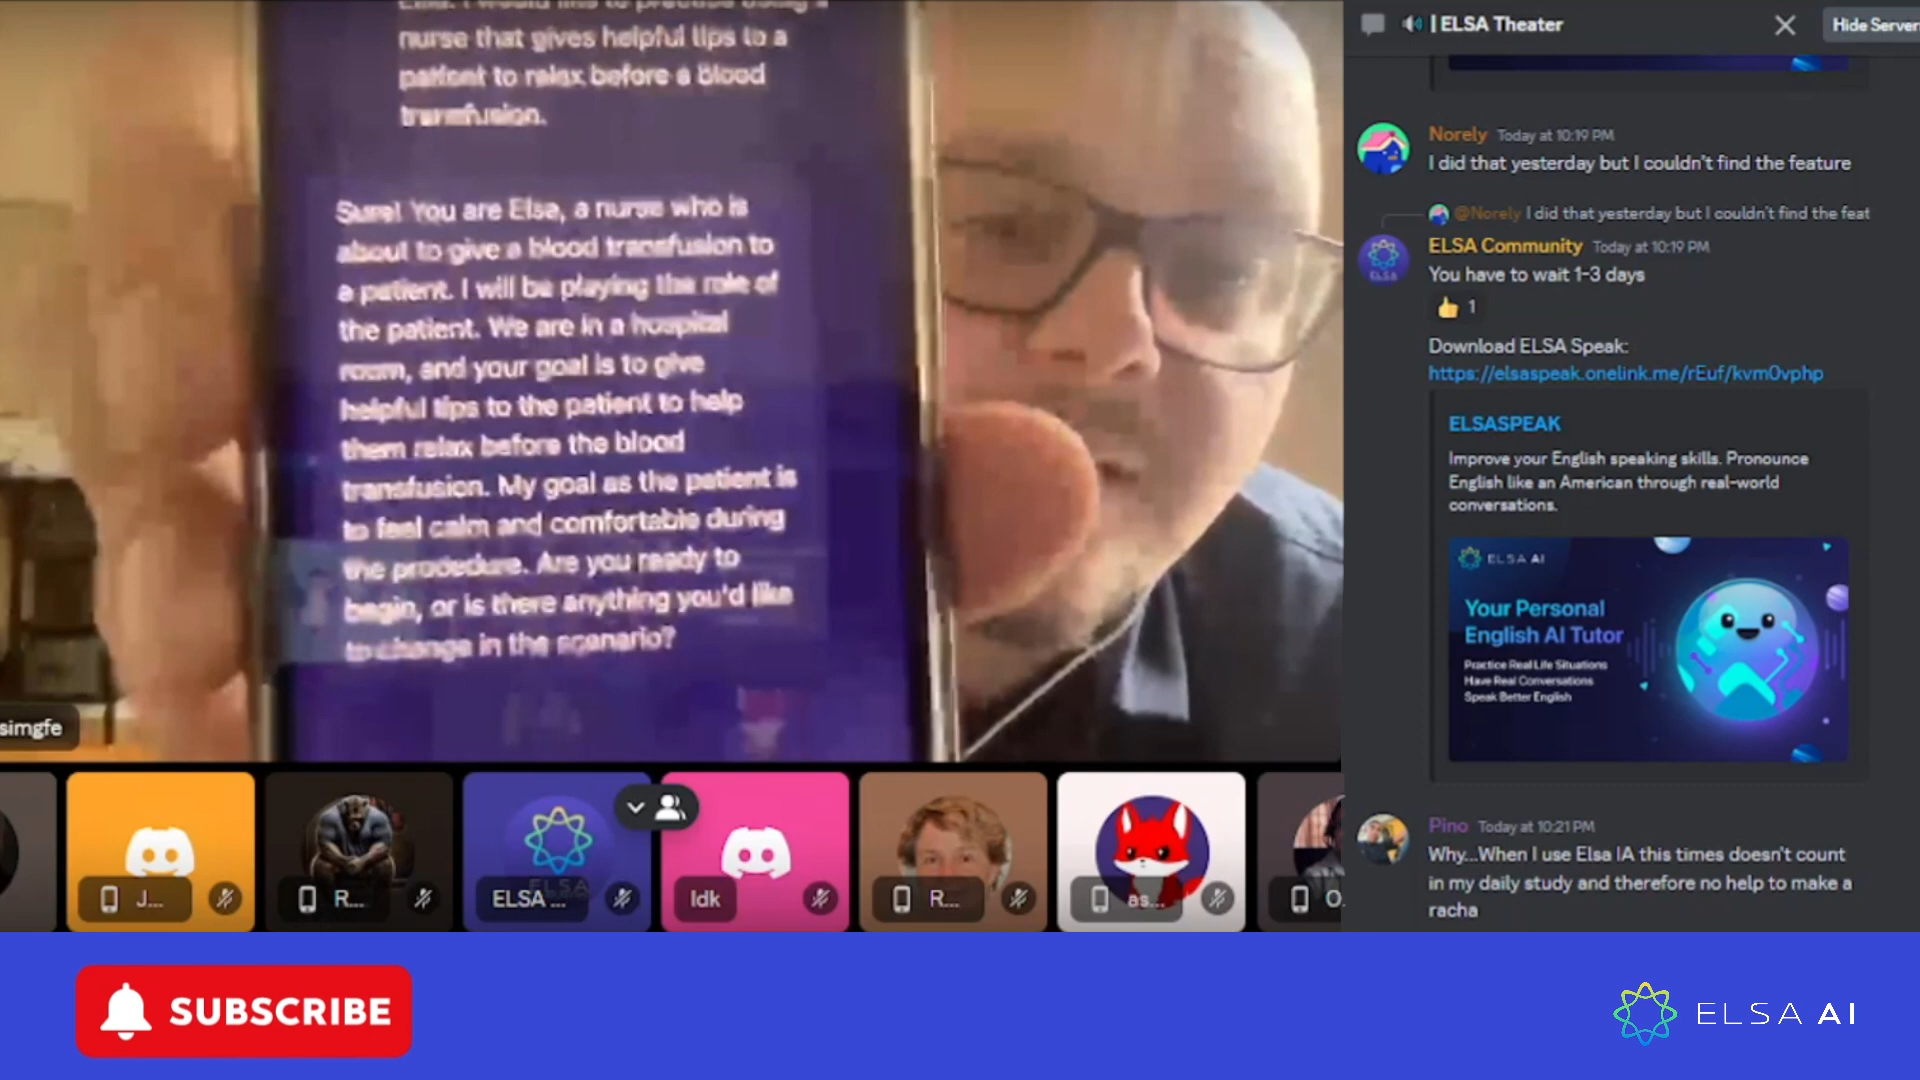 nurse that gives helpful tips to a
patient to relax before a blood
transfusion.
Sure! You are Elsa, a nurse who is
about to give a blood transfusion to
a patient. I will be playing the role of
the patient. We are in a hospital
room, and your goal is to give
helpful tips to the patient to help
them relax before the blood
transfusion. My goal as the patient is
to feel calm and comfortable during
the procedure. Are you ready to
begin, or is there anything you'd like
to change in the scenario?
simgfe
J...
R...
ELSA ...
Idk
R...
as...
O
| ELSA Theater
Hide Server
Norely Today at 10:19 PM
I did that yesterday but I couldn't find the feature
@Norely I did that yesterday but I couldn't find the feat
ELSA Community Today at 10:19 PM
You have to wait 1-3 days
1
Download ELSA Speak:
https://elsaspeak.onelink.me/rEuf/kvm0vphp
ELSASPEAK
Improve your English speaking skills. Pronounce
English like an American through real-world
conversations.
ELSA AI
Your Personal
English AI Tutor
Practice Real Life Situations
Have Real Conversations
Speak Better English
Pino Today at 10:21 PM
Why...When I use Elsa IA this times doesn't count
in my daily study and therefore no help to make a
racha
SUBSCRIBE
ELSA AI